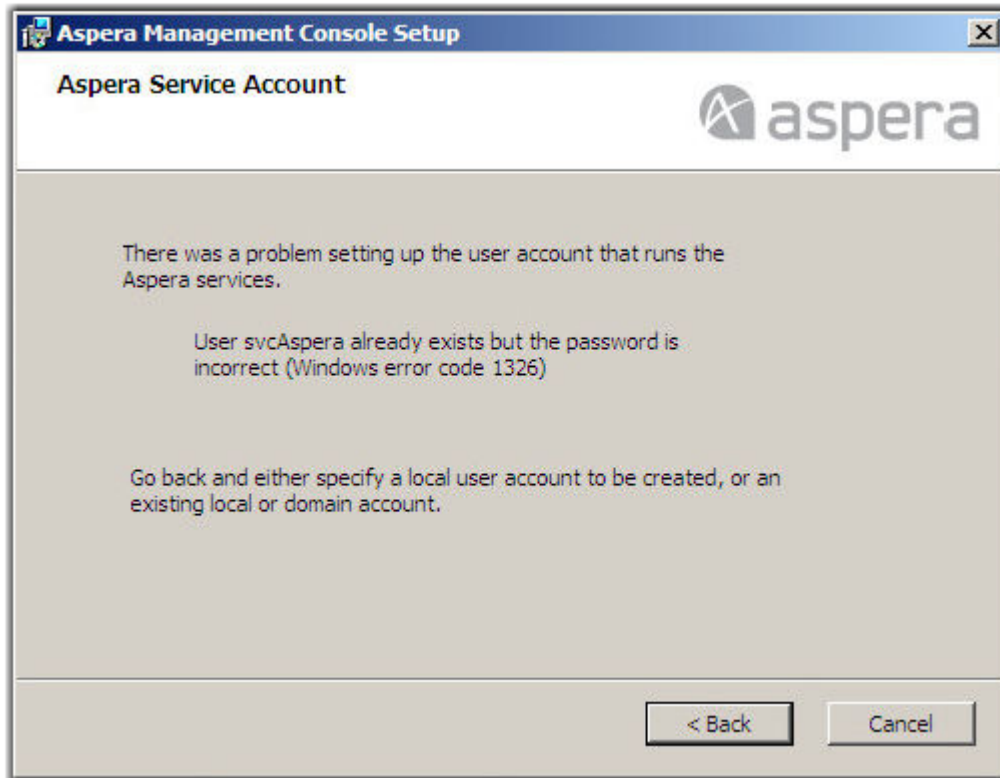 Aspera Management Console Setup
Aspera Service Account
aspera
There was a problem setting up the user account that runs the
Aspera services.
User svcAspera already exists but the password is
incorrect (Windows error code 1326)
Go back and either specify a local user account to be created, or an
existing local or domain account.
< Back
Cancel